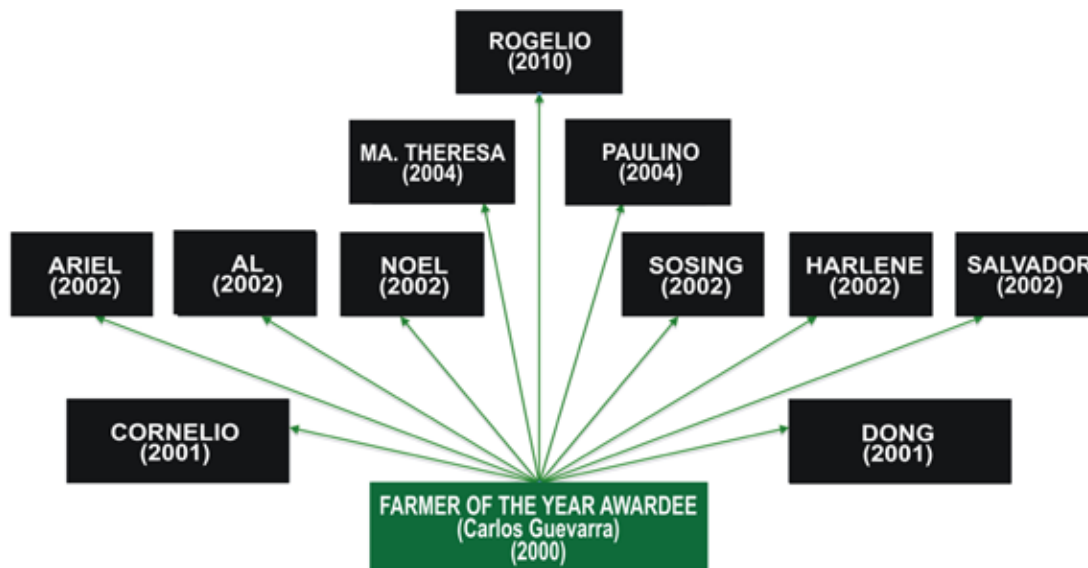 ROGELIO
(2010)
MA. THERESA
(2004)
PAULINO
(2004)
ARIEL
(2002)
AL
(2002)
NOEL
(2002)
SOSING
(2002)
HARLENE
(2002)
SALVADOR
(2002)
CORNELIO
(2001)
DONG
(2001)
FARMER OF THE YEAR AWARDEE
(Carlos Guevarra)
(2000)